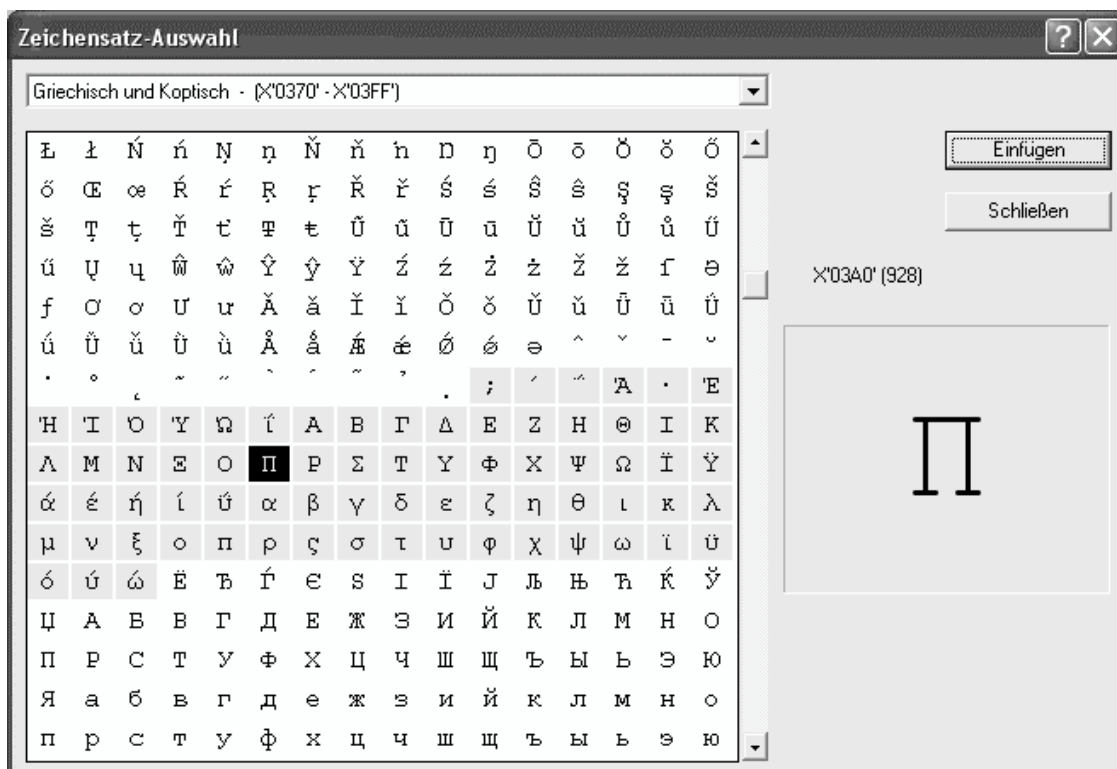 Zeichensatz-Auswahl
Griechisch und Koptisch - (X'0370' - X'03FF')
Einfügen
Schließen
X'03A0' (928)
Π
Ł ł Ń ń Ņ ņ Ň ň ŉ Ŋ ŋ Ō ō Ŏ ŏ Ő
ő Œ œ Ŕ ŕ Ŗ ŗ Ř ř Ś ś Ŝ ŝ Ş ş Š
š Ţ ţ Ť ť Ŧ ŧ Ũ ũ Ū ū Ŭ ŭ Ů ů Ű
ű Ų ų Ŵ ŵ Ŷ ŷ Ÿ Ź ź Ż ż Ž ž ſ Ə
ƒ Ơ ơ Ư ư Ǎ ǎ Ǐ ǐ Ǒ ǒ Ǔ ǔ Ǖ ǖ Ǘ
ǘ Ǚ ǚ Ǜ ǜ Ǻ ǻ Ǽ ǽ Ǿ ǿ ə ˆ ˇ ˉ ˘
˙ ˚ ˛ ˜ ˝ ̀ ́ ̃ ̉ ̣ ; ΄ ΅ Ά · Έ
Ή Ί Ό Ύ Ώ ΐ Α Β Γ Δ Ε Ζ Η Θ Ι Κ
Λ Μ Ν Ξ Ο Π Ρ Σ Τ Υ Φ Χ Ψ Ω Ϊ Ϋ
ά έ ή ί ΰ α β γ δ ε ζ η θ ι κ λ
μ ν ξ ο π ρ ς σ τ υ φ χ ψ ω ϊ ϋ
ό ύ ώ Ё Ђ Ѓ Є Ѕ І Ї Ј Љ Њ Ћ Ќ Ў
Џ А Б В Г Д Е Ж З И Й К Л М Н О
П Р С Т У Ф Х Ц Ч Ш Щ Ъ Ы Ь Э Ю
Я а б в г д е ж з и й к л м н о
п р с т у ф х ц ч ш щ ъ ы ь э ю